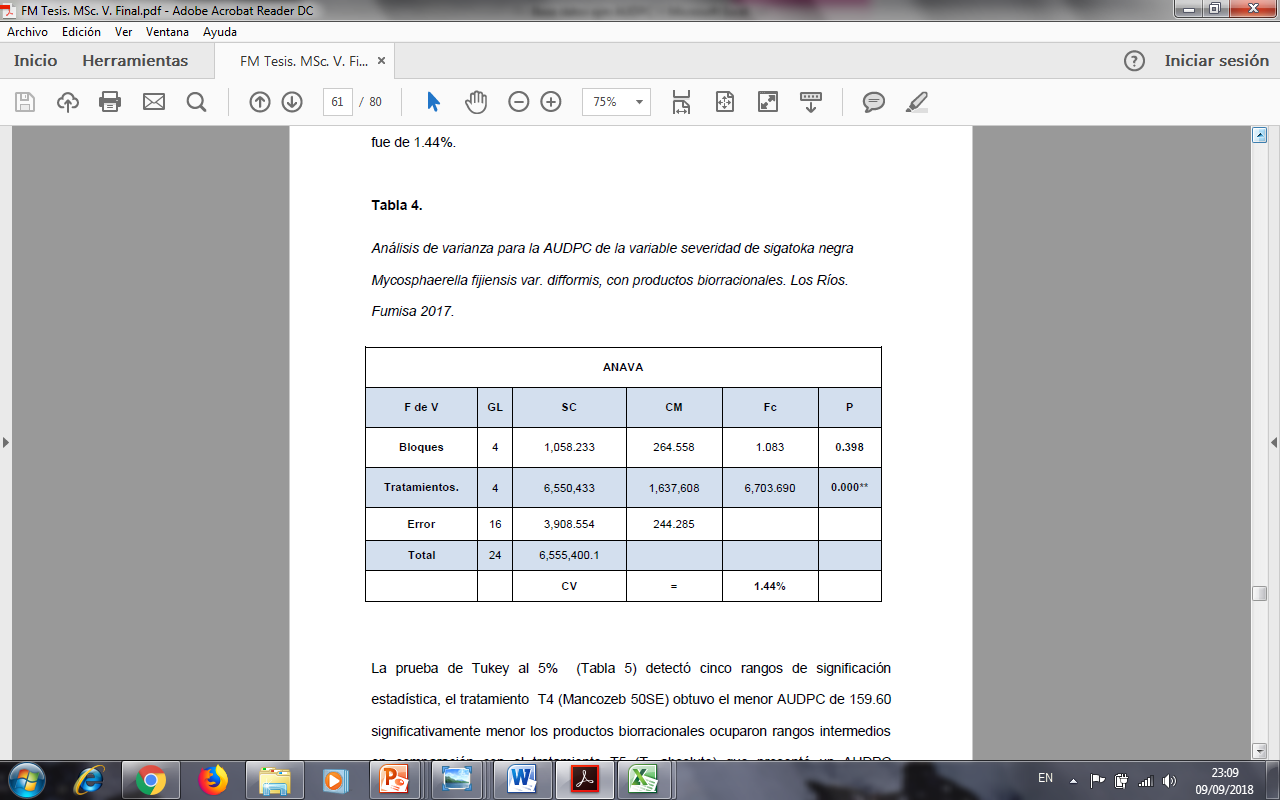 FM Tesis. MSc. V. Final.pdf - Adobe Acrobat Reader DC
Archivo Edición Ver Ventana Ayuda
Inicio Herramientas FM Tesis. MSc. V. Fi... × ? Iniciar sesión
61 / 80 75%
fue de 1.44%.
Tabla 4.
Análisis de varianza para la AUDPC de la variable severidad de sigatoka negra
Mycosphaerella fijiensis var. difformis, con productos biorracionales. Los Ríos.
Fumisa 2017.
ANAVA
F de V GL SC CM Fc P
Bloques 4 1,058.233 264.558 1.083 0.398
Tratamientos. 4 6,550,433 1,637,608 6,703.690 0.000**
Error 16 3,908.554 244.285
Total 24 6,555,400.1
CV = 1.44%
La prueba de Tukey al 5% (Tabla 5) detectó cinco rangos de significación
estadística, el tratamiento T4 (Mancozeb 50SE) obtuvo el menor AUDPC de 159.60
significativamente menor los productos biorracionales ocuparon rangos intermedios
EN 23:09
09/09/2018